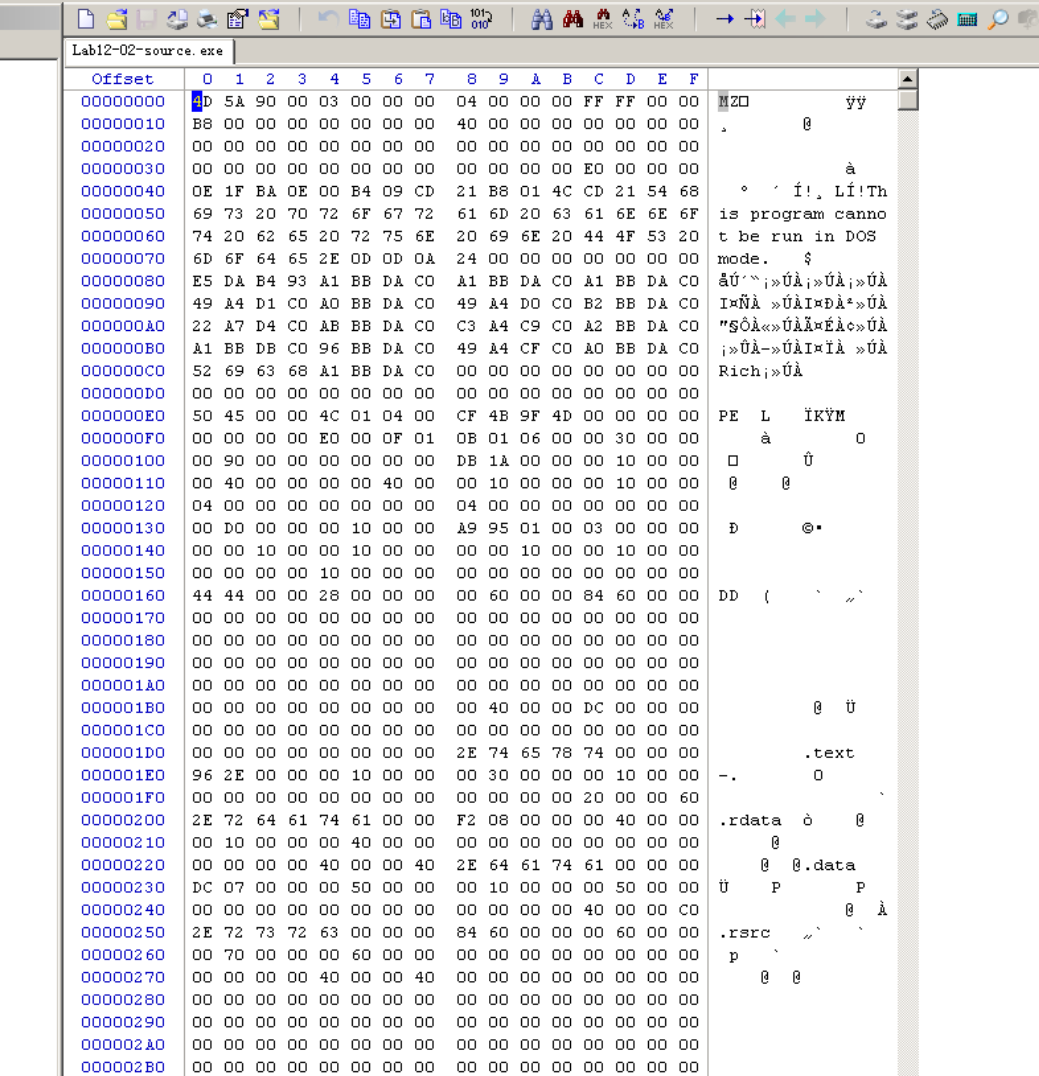 Lab12-02-source.exe
Offset 0 1 2 3 4 5 6 7 8 9 A B C D E F
00000000 4D 5A 90 00 03 00 00 00 04 00 00 00 FF FF 00 00 MZ□ ÿÿ
00000010 B8 00 00 00 00 00 00 00 40 00 00 00 00 00 00 00 ¸ @
00000020 00 00 00 00 00 00 00 00 00 00 00 00 00 00 00 00
00000030 00 00 00 00 00 00 00 00 00 00 00 00 E0 00 00 00 à
00000040 0E 1F BA 0E 00 B4 09 CD 21 B8 01 4C CD 21 54 68 º ´ Í!¸ LÍ!Th
00000050 69 73 20 70 72 6F 67 72 61 6D 20 63 61 6E 6E 6F is program canno
00000060 74 20 62 65 20 72 75 6E 20 69 6E 20 44 4F 53 20 t be run in DOS
00000070 6D 6F 64 65 2E 0D 0D 0A 24 00 00 00 00 00 00 00 mode. $
00000080 E5 DA B4 93 A1 BB DA C0 A1 BB DA C0 A1 BB DA C0 åÚ´“¡»ÚÀ¡»ÚÀ¡»ÚÀ
00000090 49 A4 D1 C0 A0 BB DA C0 49 A4 D0 C0 B2 BB DA C0 I¤ÑÀ »ÚÀI¤ÐÀ²»ÚÀ
000000A0 22 A7 D4 C0 AB BB DA C0 C3 A4 C9 C0 A2 BB DA C0 "§ÔÀ«»ÚÀÃ¤ÉÀ¢»ÚÀ
000000B0 A1 BB DB C0 96 BB DA C0 49 A4 CF C0 A0 BB DA C0 ¡»ÛÀ–»ÚÀI¤ÏÀ »ÚÀ
000000C0 52 69 63 68 A1 BB DA C0 00 00 00 00 00 00 00 00 Rich¡»ÚÀ
000000D0 00 00 00 00 00 00 00 00 00 00 00 00 00 00 00 00
000000E0 50 45 00 00 4C 01 04 00 CF 4B 9F 4D 00 00 00 00 PE L ÏKŸM
000000F0 00 00 00 00 E0 00 0F 01 0B 01 06 00 00 30 00 00 à 0
00000100 00 90 00 00 00 00 00 00 DB 1A 00 00 00 10 00 00 □ Û
00000110 00 40 00 00 00 00 40 00 00 10 00 00 00 10 00 00 @ @
00000120 04 00 00 00 00 00 00 00 04 00 00 00 00 00 00 00
00000130 00 D0 00 00 00 10 00 00 A9 95 01 00 03 00 00 00 Ð ©•
00000140 00 00 10 00 00 10 00 00 00 00 10 00 00 10 00 00
00000150 00 00 00 00 10 00 00 00 00 00 00 00 00 00 00 00
00000160 44 44 00 00 28 00 00 00 00 60 00 00 84 60 00 00 DD ( ` „`
00000170 00 00 00 00 00 00 00 00 00 00 00 00 00 00 00 00
00000180 00 00 00 00 00 00 00 00 00 00 00 00 00 00 00 00
00000190 00 00 00 00 00 00 00 00 00 00 00 00 00 00 00 00
000001A0 00 00 00 00 00 00 00 00 00 00 00 00 00 00 00 00
000001B0 00 00 00 00 00 00 00 00 00 40 00 00 DC 00 00 00 @ Ü
000001C0 00 00 00 00 00 00 00 00 00 00 00 00 00 00 00 00
000001D0 00 00 00 00 00 00 00 00 2E 74 65 78 74 00 00 00 .text
000001E0 96 2E 00 00 00 10 00 00 00 30 00 00 00 10 00 00 –. 0
000001F0 00 00 00 00 00 00 00 00 00 00 00 00 20 00 00 60 `
00000200 2E 72 64 61 74 61 00 00 F2 08 00 00 00 40 00 00 .rdata ò @
00000210 00 10 00 00 00 40 00 00 00 00 00 00 00 00 00 00 @
00000220 00 00 00 00 40 00 00 40 2E 64 61 74 61 00 00 00 @ @.data
00000230 DC 07 00 00 00 50 00 00 00 10 00 00 00 50 00 00 Ü P P
00000240 00 00 00 00 00 00 00 00 00 00 00 00 40 00 00 C0 @ À
00000250 2E 72 73 72 63 00 00 00 84 60 00 00 00 60 00 00 .rsrc „` `
00000260 00 70 00 00 00 60 00 00 00 00 00 00 00 00 00 00 p `
00000270 00 00 00 00 40 00 00 40 00 00 00 00 00 00 00 00 @ @
00000280 00 00 00 00 00 00 00 00 00 00 00 00 00 00 00 00
00000290 00 00 00 00 00 00 00 00 00 00 00 00 00 00 00 00
000002A0 00 00 00 00 00 00 00 00 00 00 00 00 00 00 00 00
000002B0 00 00 00 00 00 00 00 00 00 00 00 00 00 00 00 00